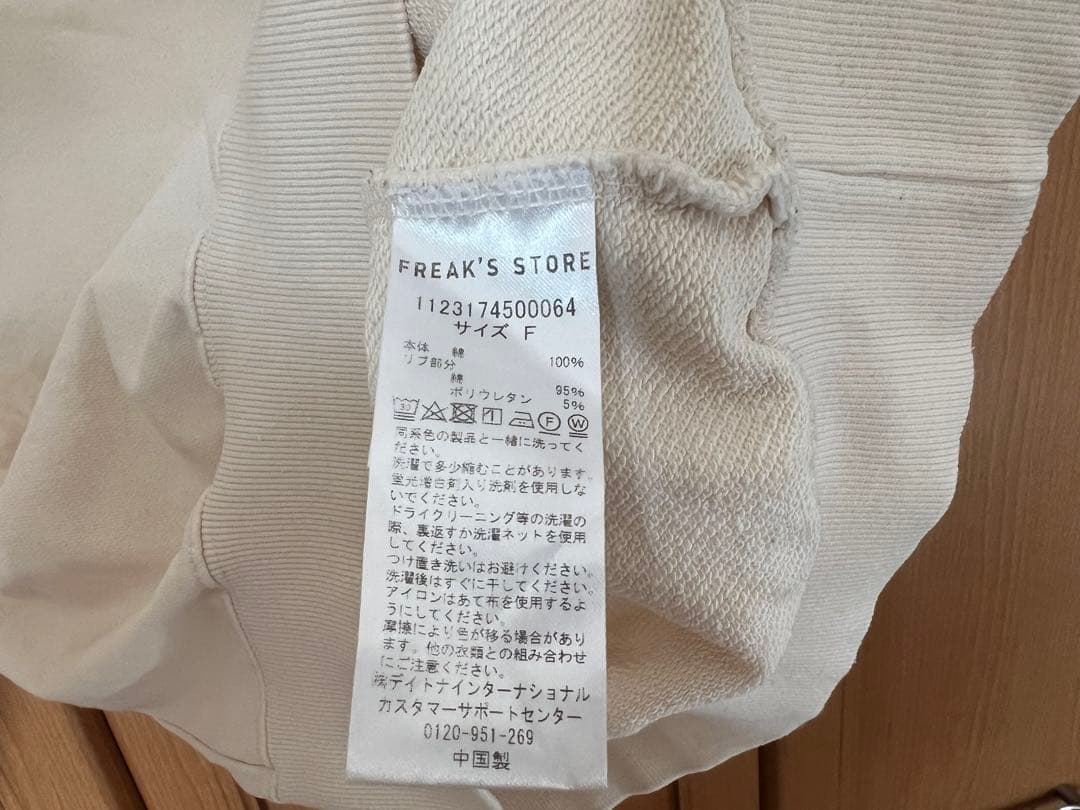 FREAK'S STORE
1123174500064
サイズ F
本体 綿 100%
リブ部分
綿 95%
ポリウレタン 5%
30 F W
同系色の製品と一緒に洗ってく
ださい。
洗濯で多少縮むことがあります。
蛍光増白剤入り洗剤を使用しな
いでください。
ドライクリーニング等の洗濯の
際、裏返すか洗濯ネットを使用
してください。
つけ置き洗いはお避けください。
洗濯後はすぐに干してください。
アイロンはあて布を使用するよ
うにしてください。
摩擦により色が移る場合があり
ます。他の衣類との組み合わせ
にご注意ください。
㈱デイトナインターナショナル
カスタマーサポートセンター
0120-951-269
中国製